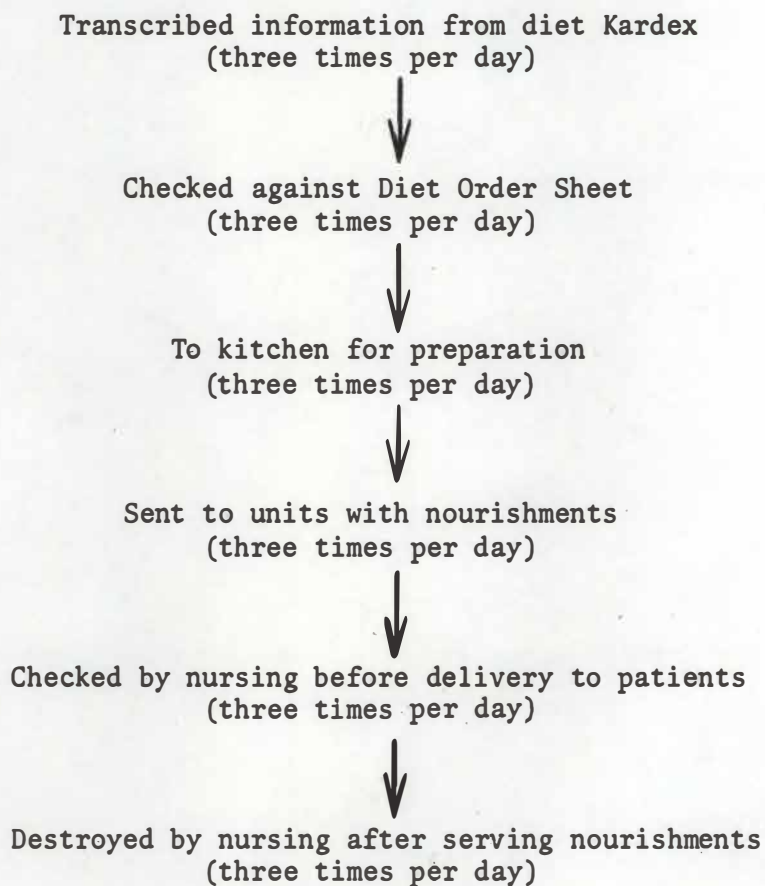 Transcribed information from diet Kardex
(three times per day)
Checked against Diet Order Sheet
(three times per day)
To kitchen for preparation
(three times per day)
Sent to units with nourishments
(three times per day)
Checked by nursing before delivery to patients
(three times per day)
Destroyed by nursing after serving nourishments
(three times per day)